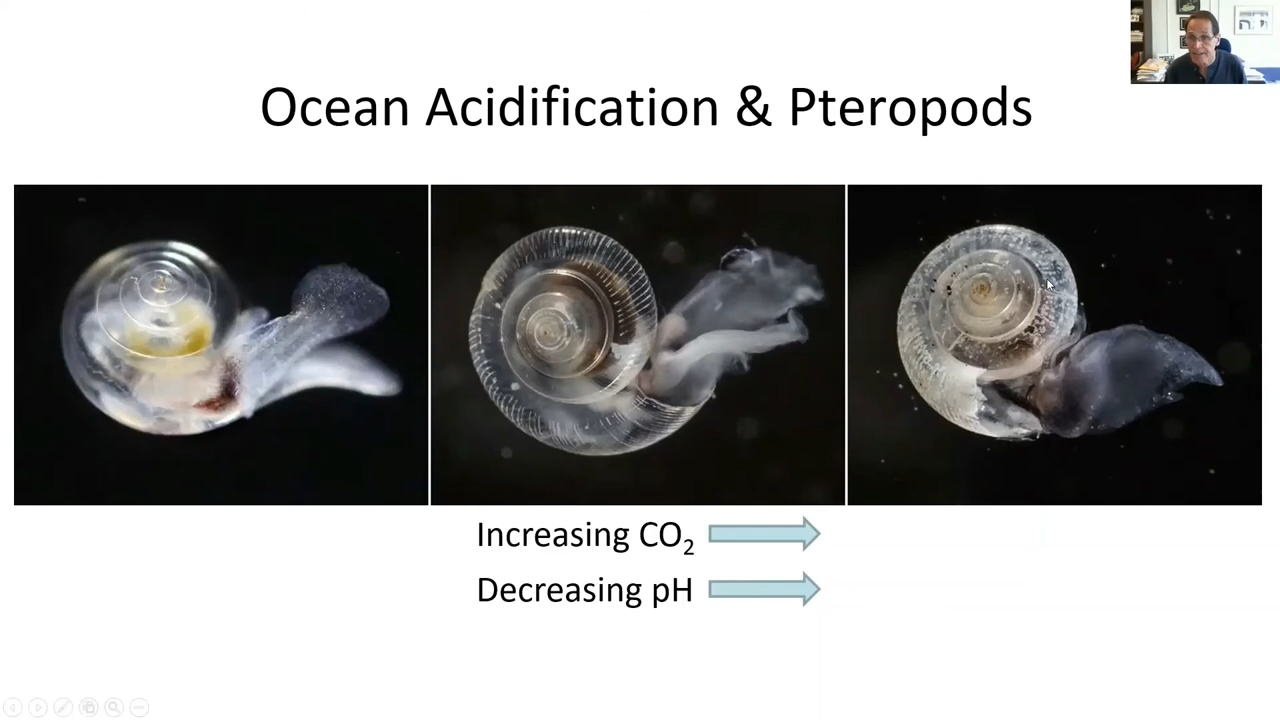 Ocean Acidification & Pteropods
Increasing CO₂
Decreasing pH